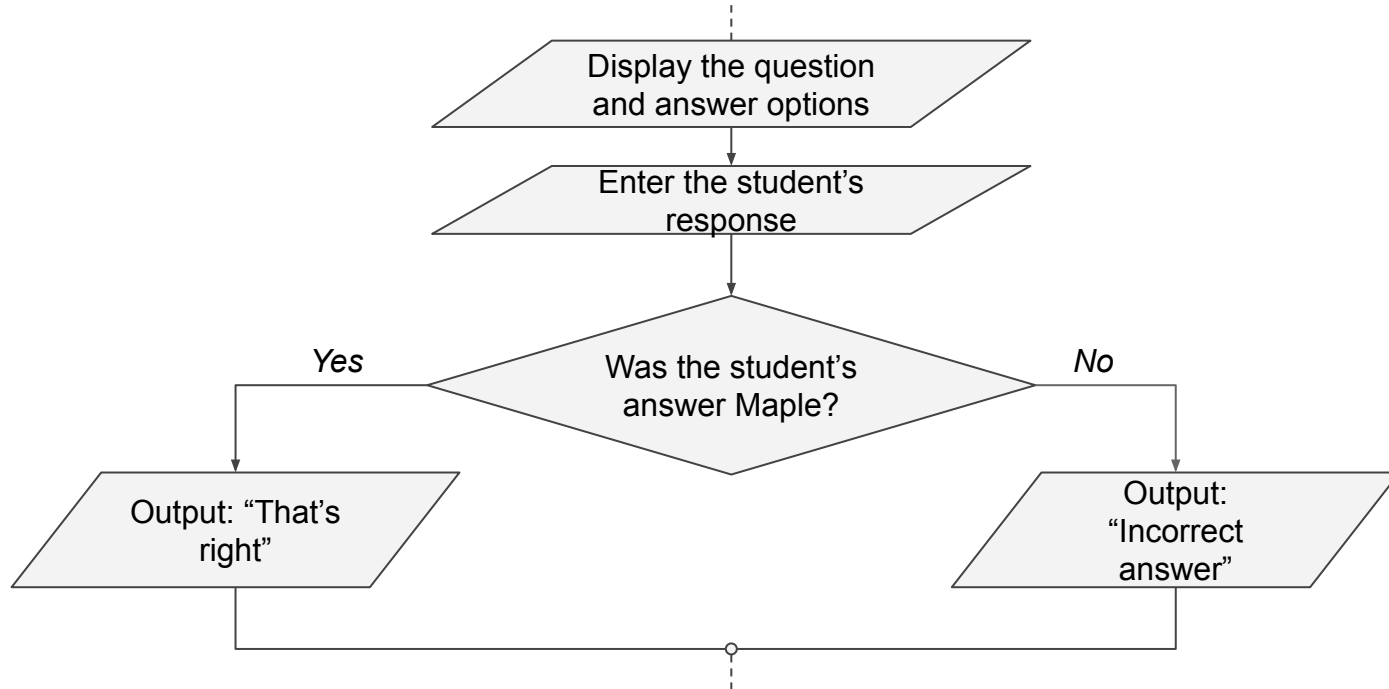 Display the question
and answer options
Enter the student’s
response
Yes
Was the student’s
answer Maple?
No
Output: “That’s
right”
Output:
“Incorrect
answer”